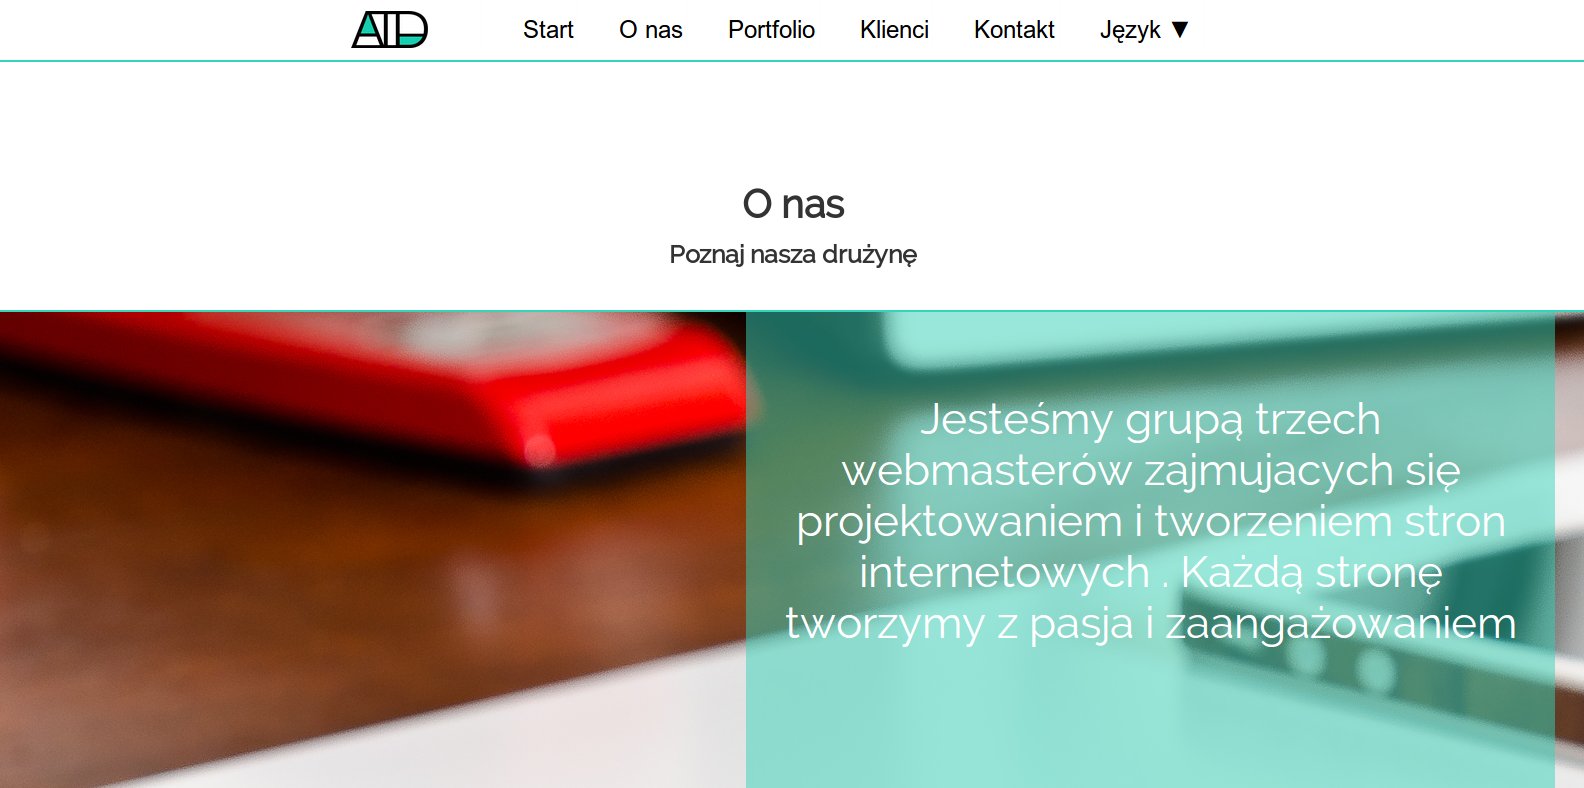 ATD
Start O nas Portfolio Klienci Kontakt Język ▼
O nas
Poznaj nasza drużynę
Jesteśmy grupą trzech
webmasterów zajmujacych się
projektowaniem i tworzeniem stron
internetowych . Każdą stronę
tworzymy z pasja i zaangażowaniem